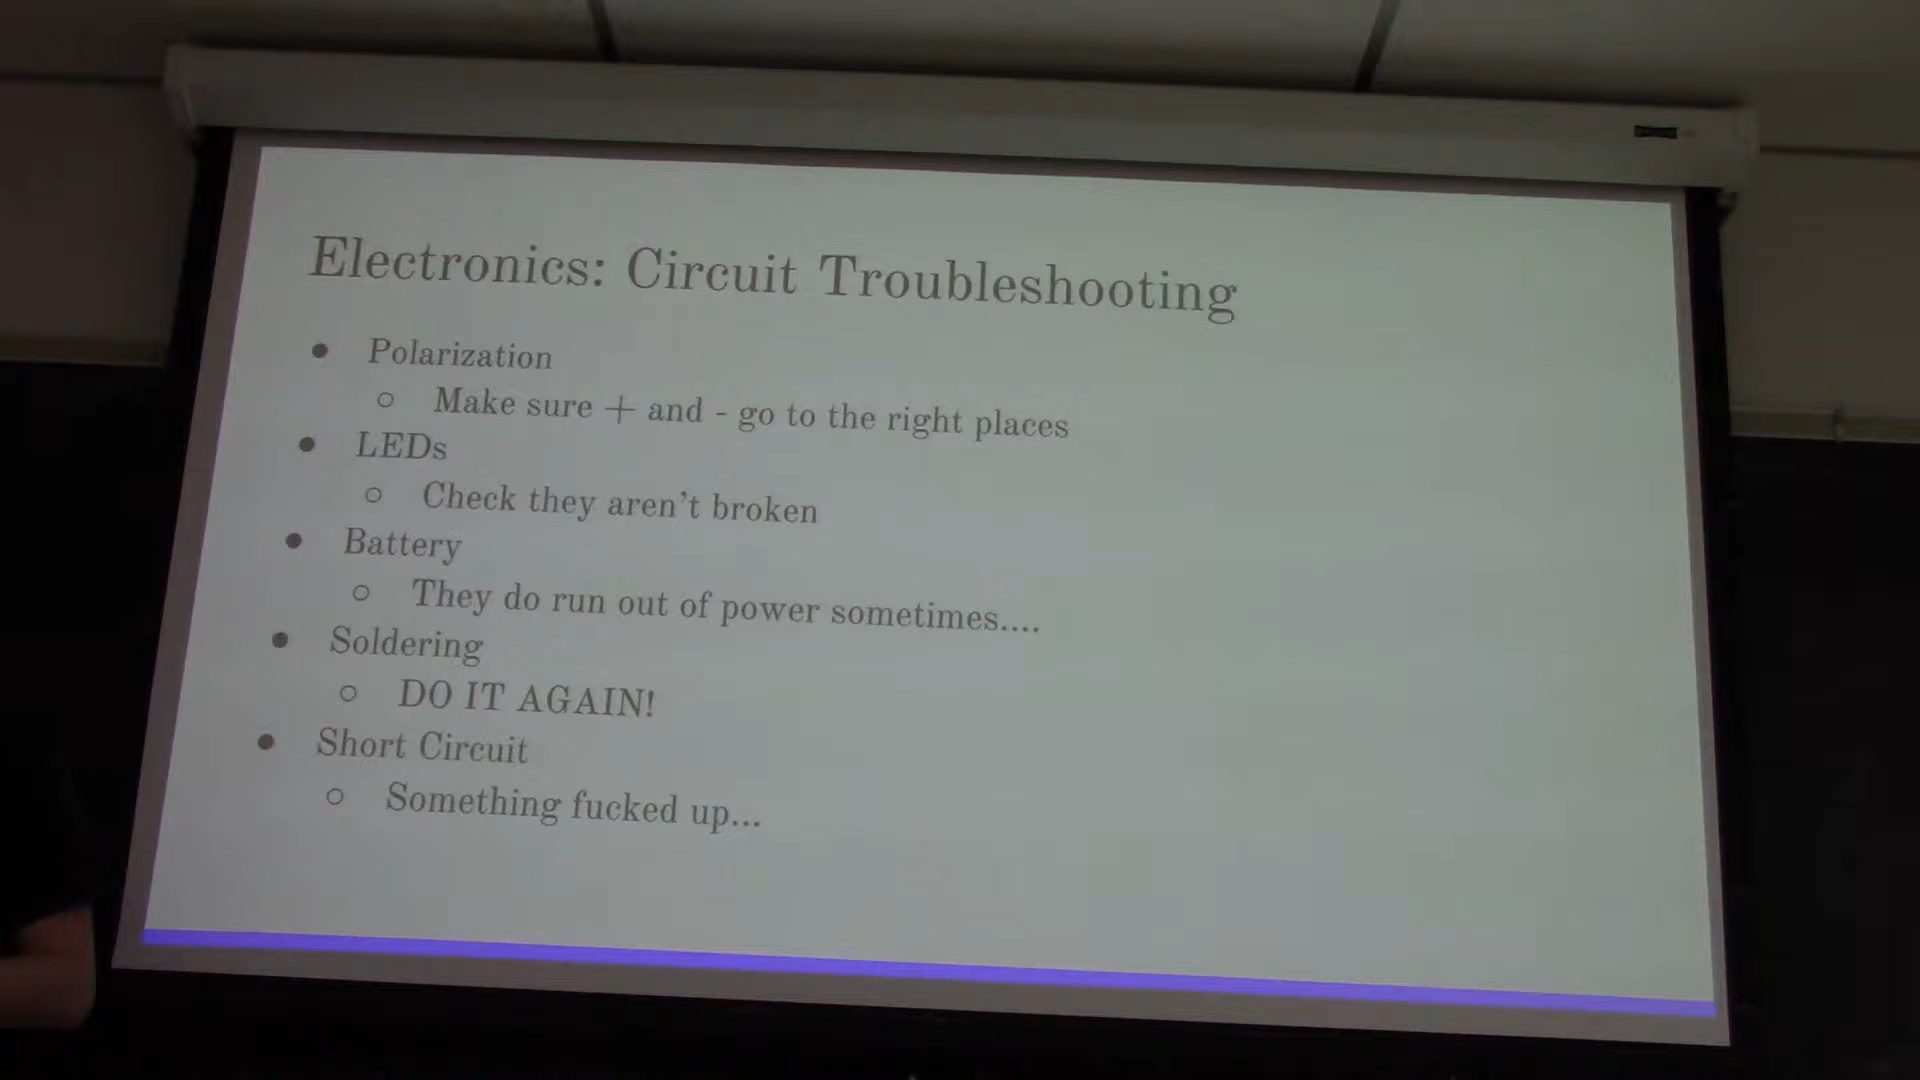 Electronics: Circuit Troubleshooting
● Polarization
○ Make sure + and - go to the right places
● LEDs
○ Check they aren't broken
● Battery
○ They do run out of power sometimes....
● Soldering
○ DO IT AGAIN!
● Short Circuit
○ Something fucked up...